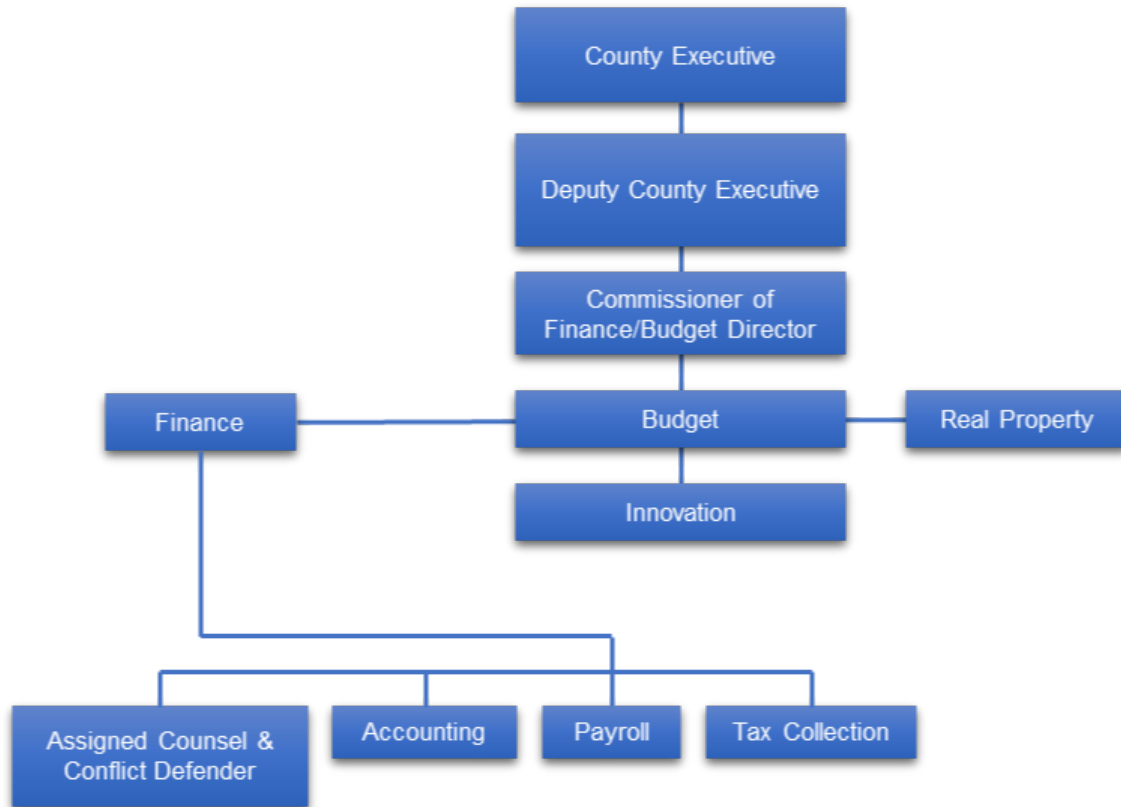 County Executive
Deputy County Executive
Commissioner of
Finance/Budget Director
Finance
Budget
Real Property
Innovation
Assigned Counsel &
Conflict Defender
Accounting
Payroll
Tax Collection